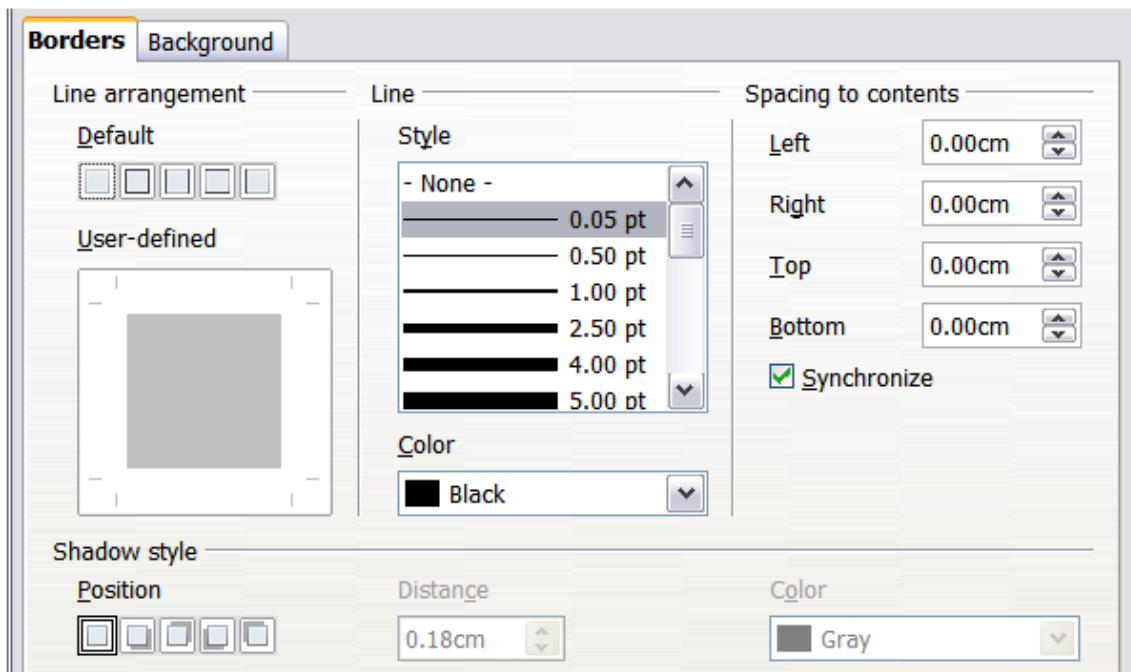 Borders Background
Line arrangement Line Spacing to contents
Default Style Left 0.00cm
- None -
Right 0.00cm
0.05 pt
User-defined
0.50 pt
Top 0.00cm
1.00 pt
2.50 pt
Bottom 0.00cm
4.00 pt
Synchronize
5.00 pt
Color
Black
Shadow style
Position Distance Color
0.18cm Gray